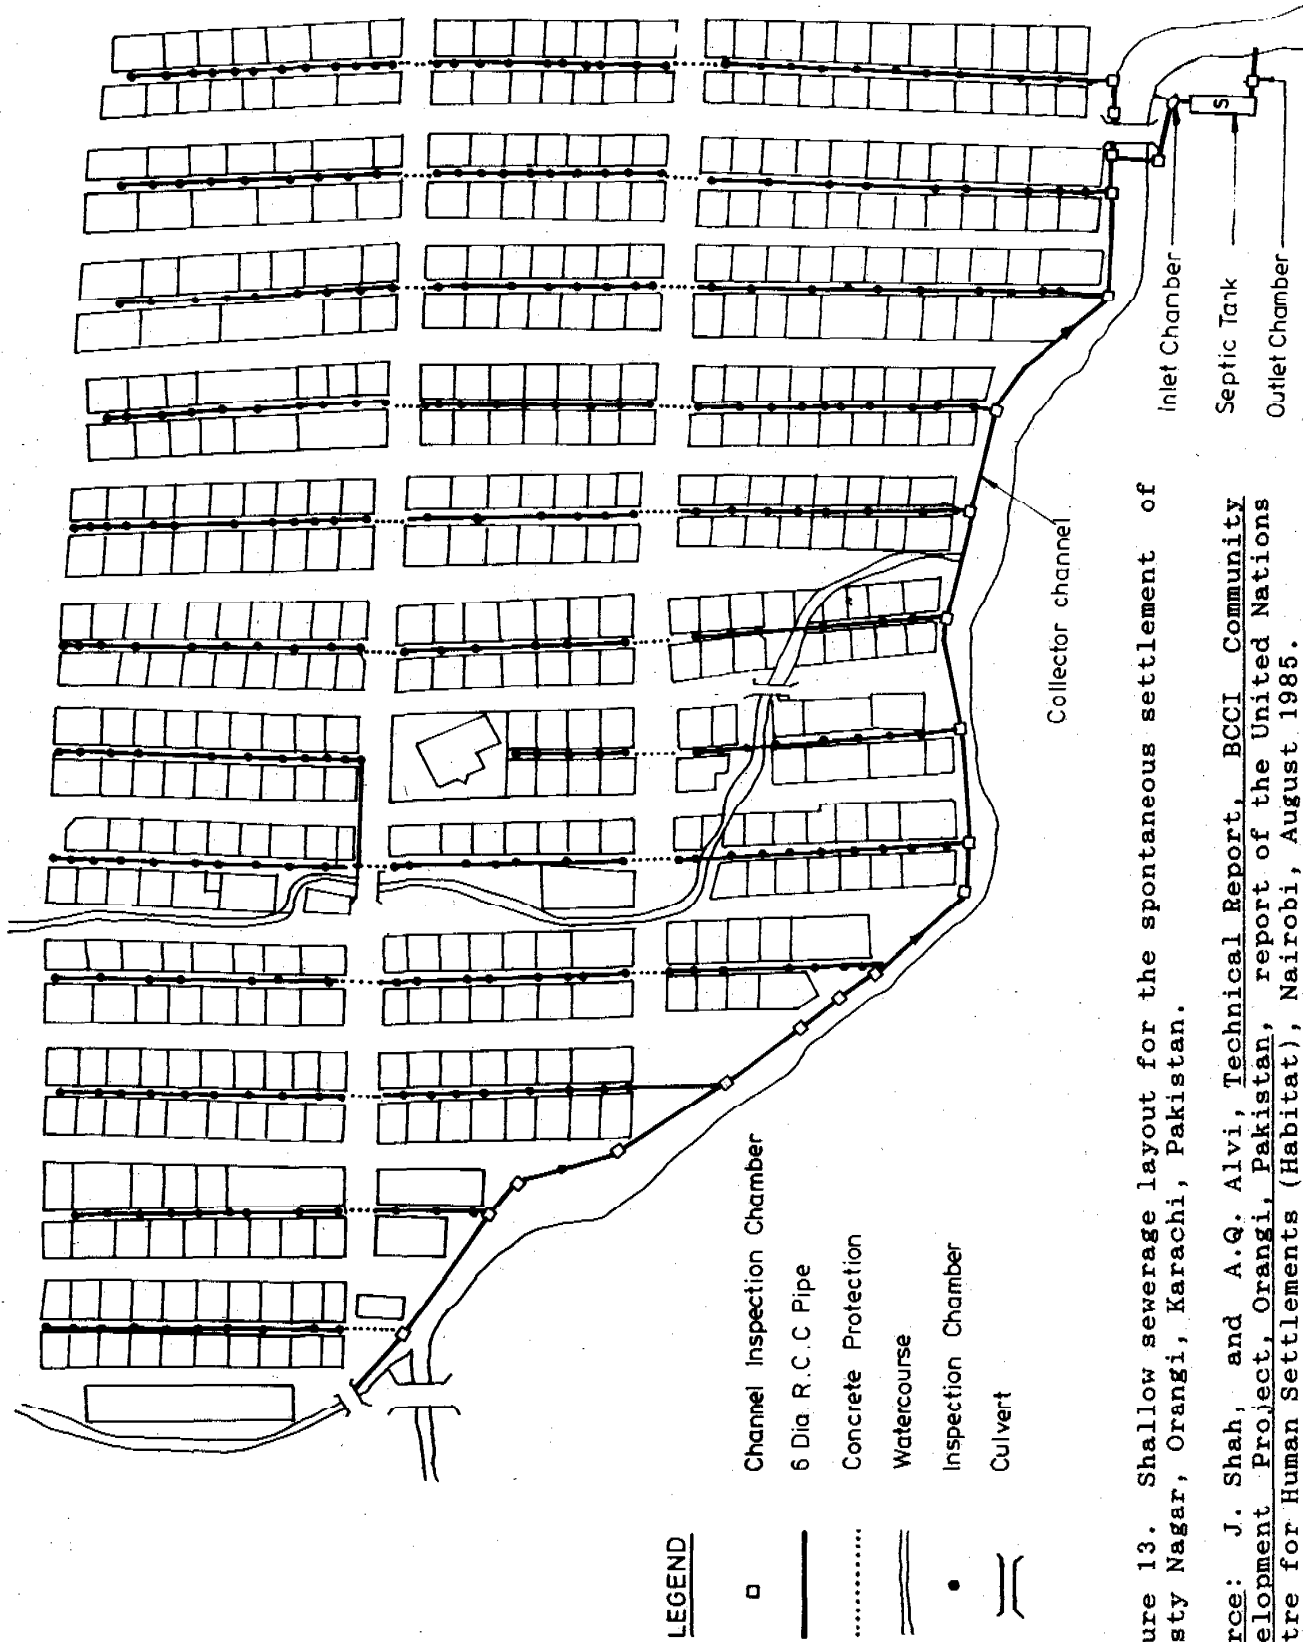 Inlet Chamber
Septic Tank
Outlet Chamber
S
Collector channel
LEGEND
Channel Inspection Chamber
6 Dia R.C.C Pipe
Concrete Protection
Watercourse
Inspection Chamber
Culvert
ure 13. Shallow sewerage layout for the spontaneous settlement of
sty Nagar, Orangi, Karachi, Pakistan.
rce: J. Shah, and A.Q. Alvi, Technical Report, BCCI Community
elopment Project, Orangi, Pakistan, report of the United Nations
tre for Human Settlements (Habitat), Nairobi, August 1985.